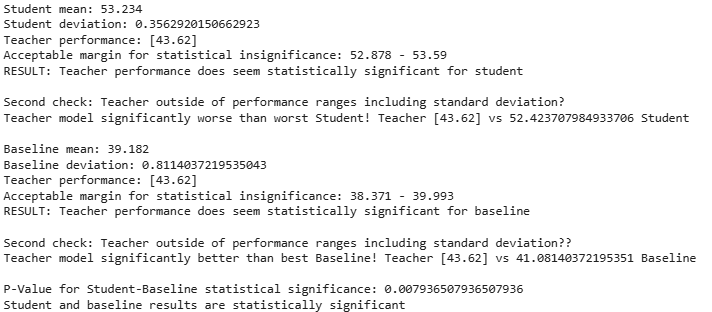 Student mean: 53.234
Student deviation: 0.3562920150662923
Teacher performance: [43.62]
Acceptable margin for statistical insignificance: 52.878 - 53.59
RESULT: Teacher performance does seem statistically significant for student
Second check: Teacher outside of performance ranges including standard deviation?
Teacher model significantly worse than worst Student! Teacher [43.62] vs 52.423707984933706 Student
Baseline mean: 39.182
Baseline deviation: 0.8114037219535043
Teacher performance: [43.62]
Acceptable margin for statistical insignificance: 38.371 - 39.993
RESULT: Teacher performance does seem statistically significant for baseline
Second check: Teacher outside of performance ranges including standard deviation??
Teacher model significantly better than best Baseline! Teacher [43.62] vs 41.08140372195351 Baseline
P-Value for Student-Baseline statistical significance: 0.007936507936507936
Student and baseline results are statistically significant